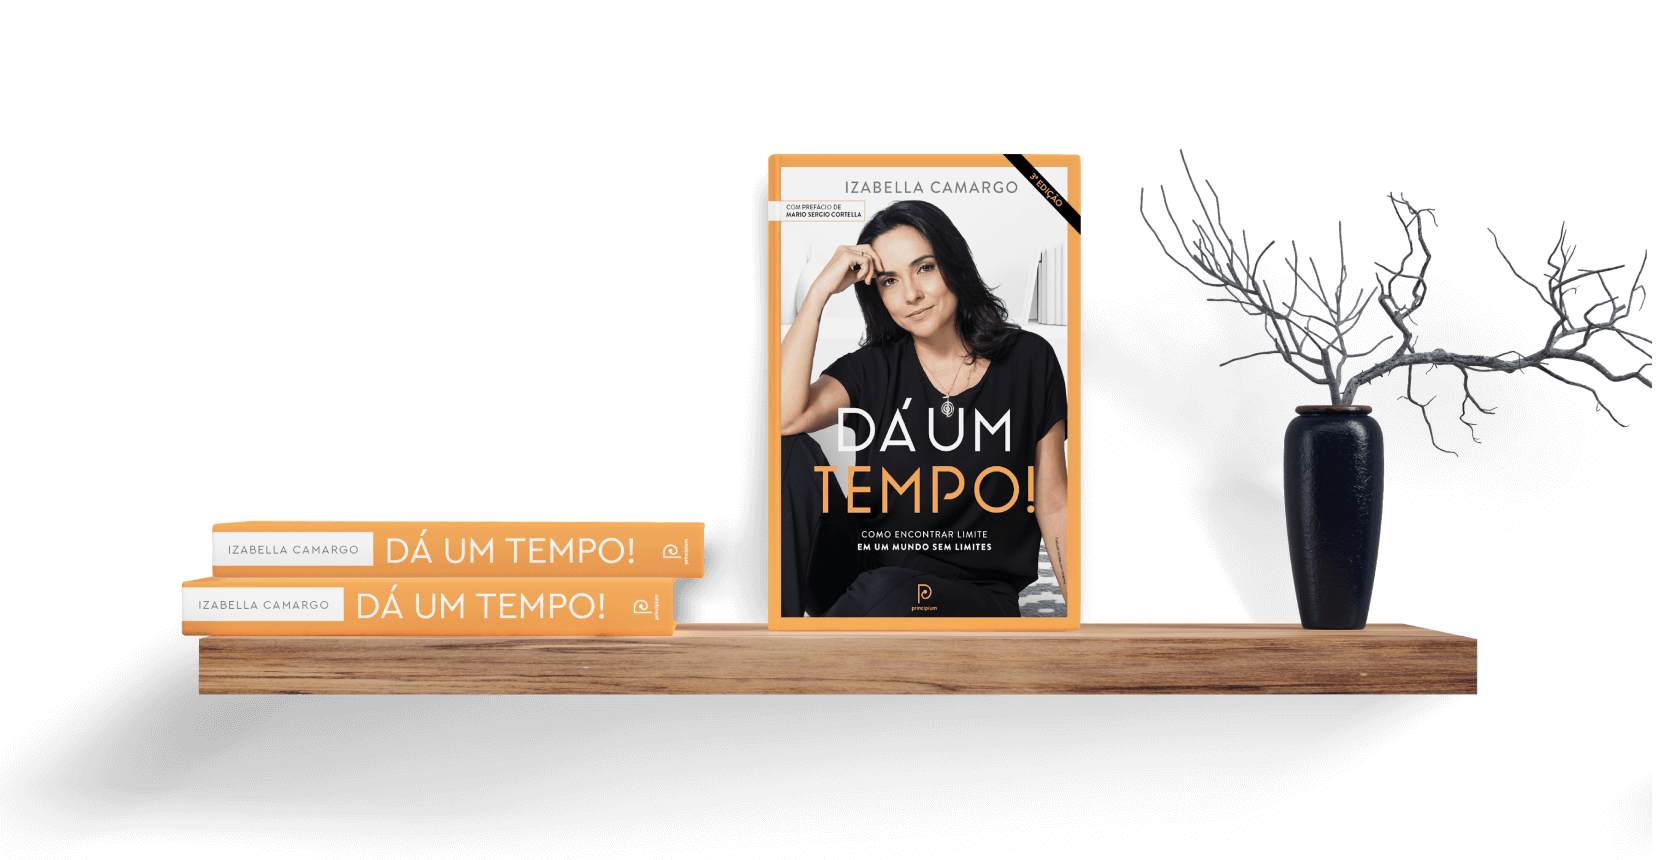 IZABELLA CAMARGO
3ª EDIÇÃO
COM PREFÁCIO DE
MARIO SERGIO CORTELLA
DÁ UM
TEMPO!
COMO ENCONTRAR LIMITE
EM UM MUNDO SEM LIMITES
principium
IZABELLA CAMARGO DÁ UM TEMPO! principium
IZABELLA CAMARGO DÁ UM TEMPO! principium